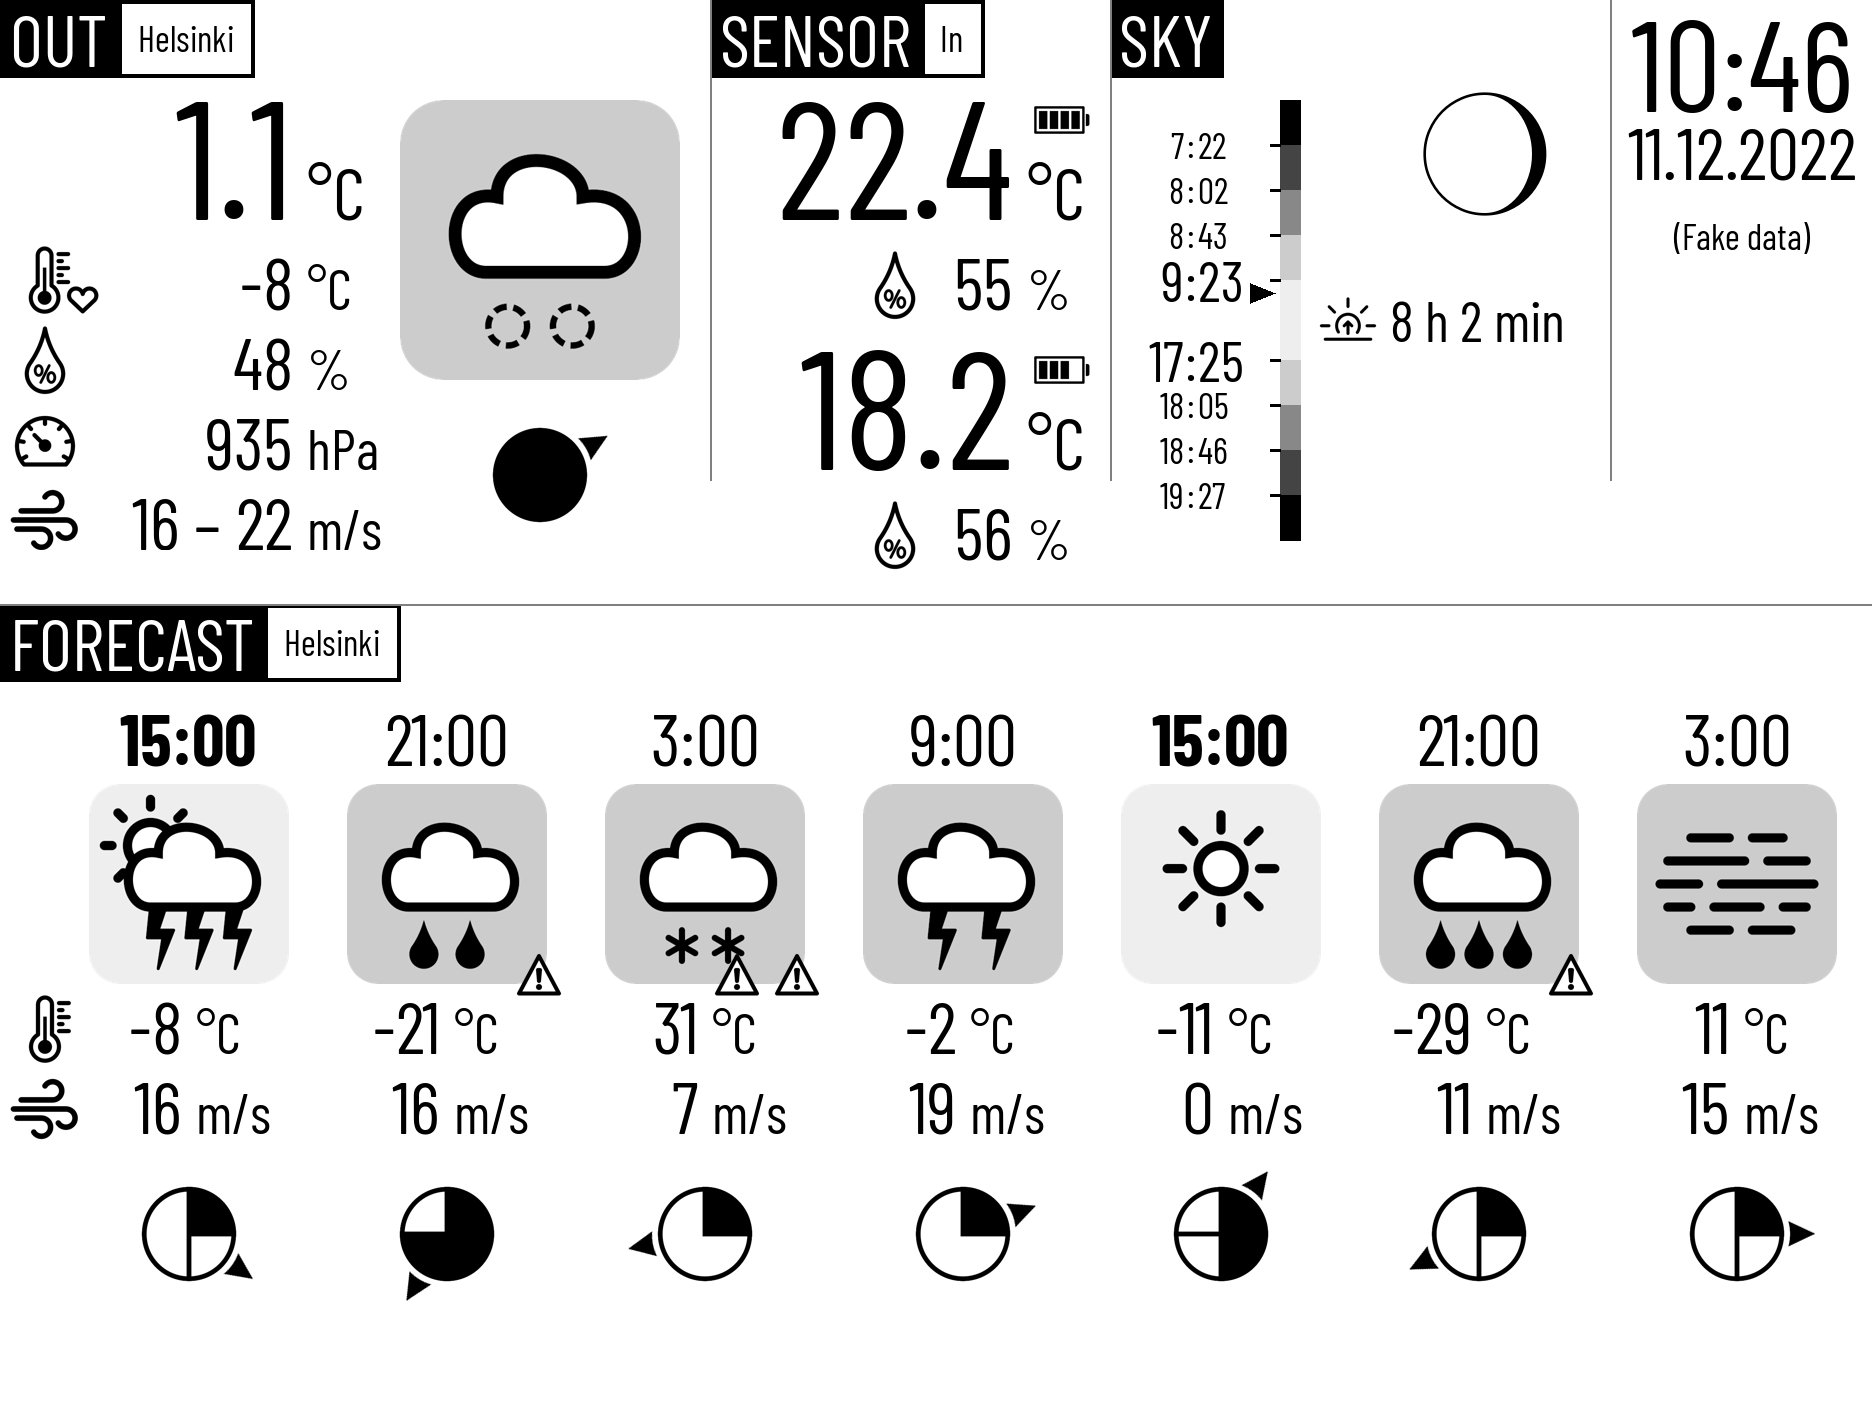 OUT Helsinki
1.1 °C
-8 °C
% 48 %
935 hPa
16 – 22 m/s
SENSOR In
22.4 °C
% 55 %
18.2 °C
% 56 %
SKY
7:22
8:02
8:43
9:23
8 h 2 min
17:25
18:05
18:46
19:27
10:46
11.12.2022
(Fake data)
FORECAST Helsinki
15:00 21:00 3:00 9:00 15:00 21:00 3:00
-8 °C -21 °C 31 °C -2 °C -11 °C -29 °C 11 °C
16 m/s 16 m/s 7 m/s 19 m/s 0 m/s 11 m/s 15 m/s